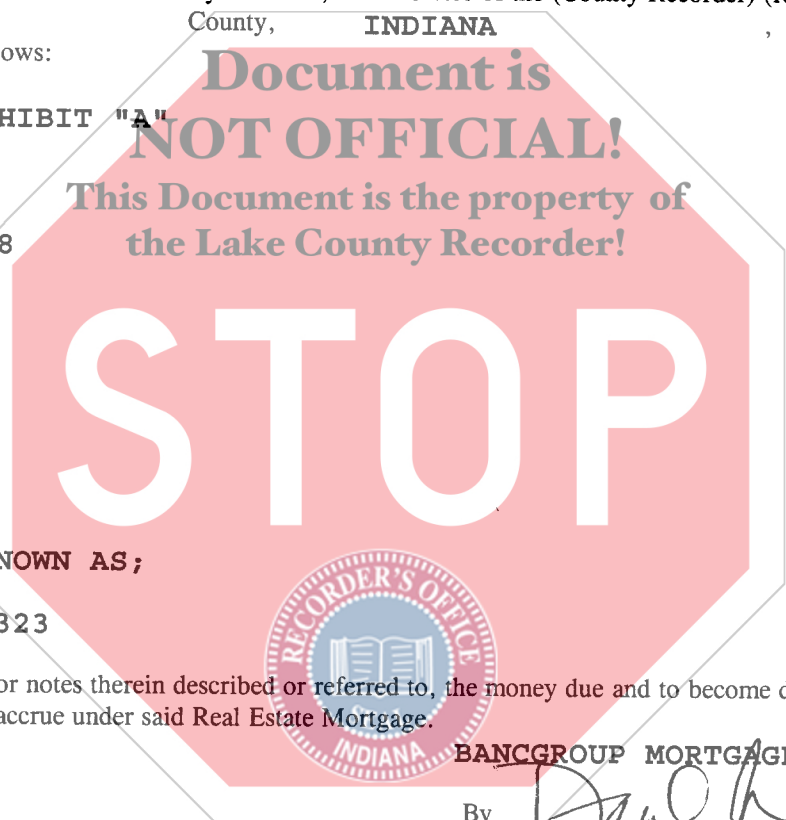 County, INDIANA ,
ows:
Document is
HIBIT "A"
NOT OFFICIAL!
This Document is the property of
the Lake County Recorder!
8
STOP
NOWN AS;
RECORDER'S OFFICE
323
or notes therein described or referred to, the money due and to become
accrue under said Real Estate Mortgage.
INDIANA
BANCGROUP MORTGAGE
By